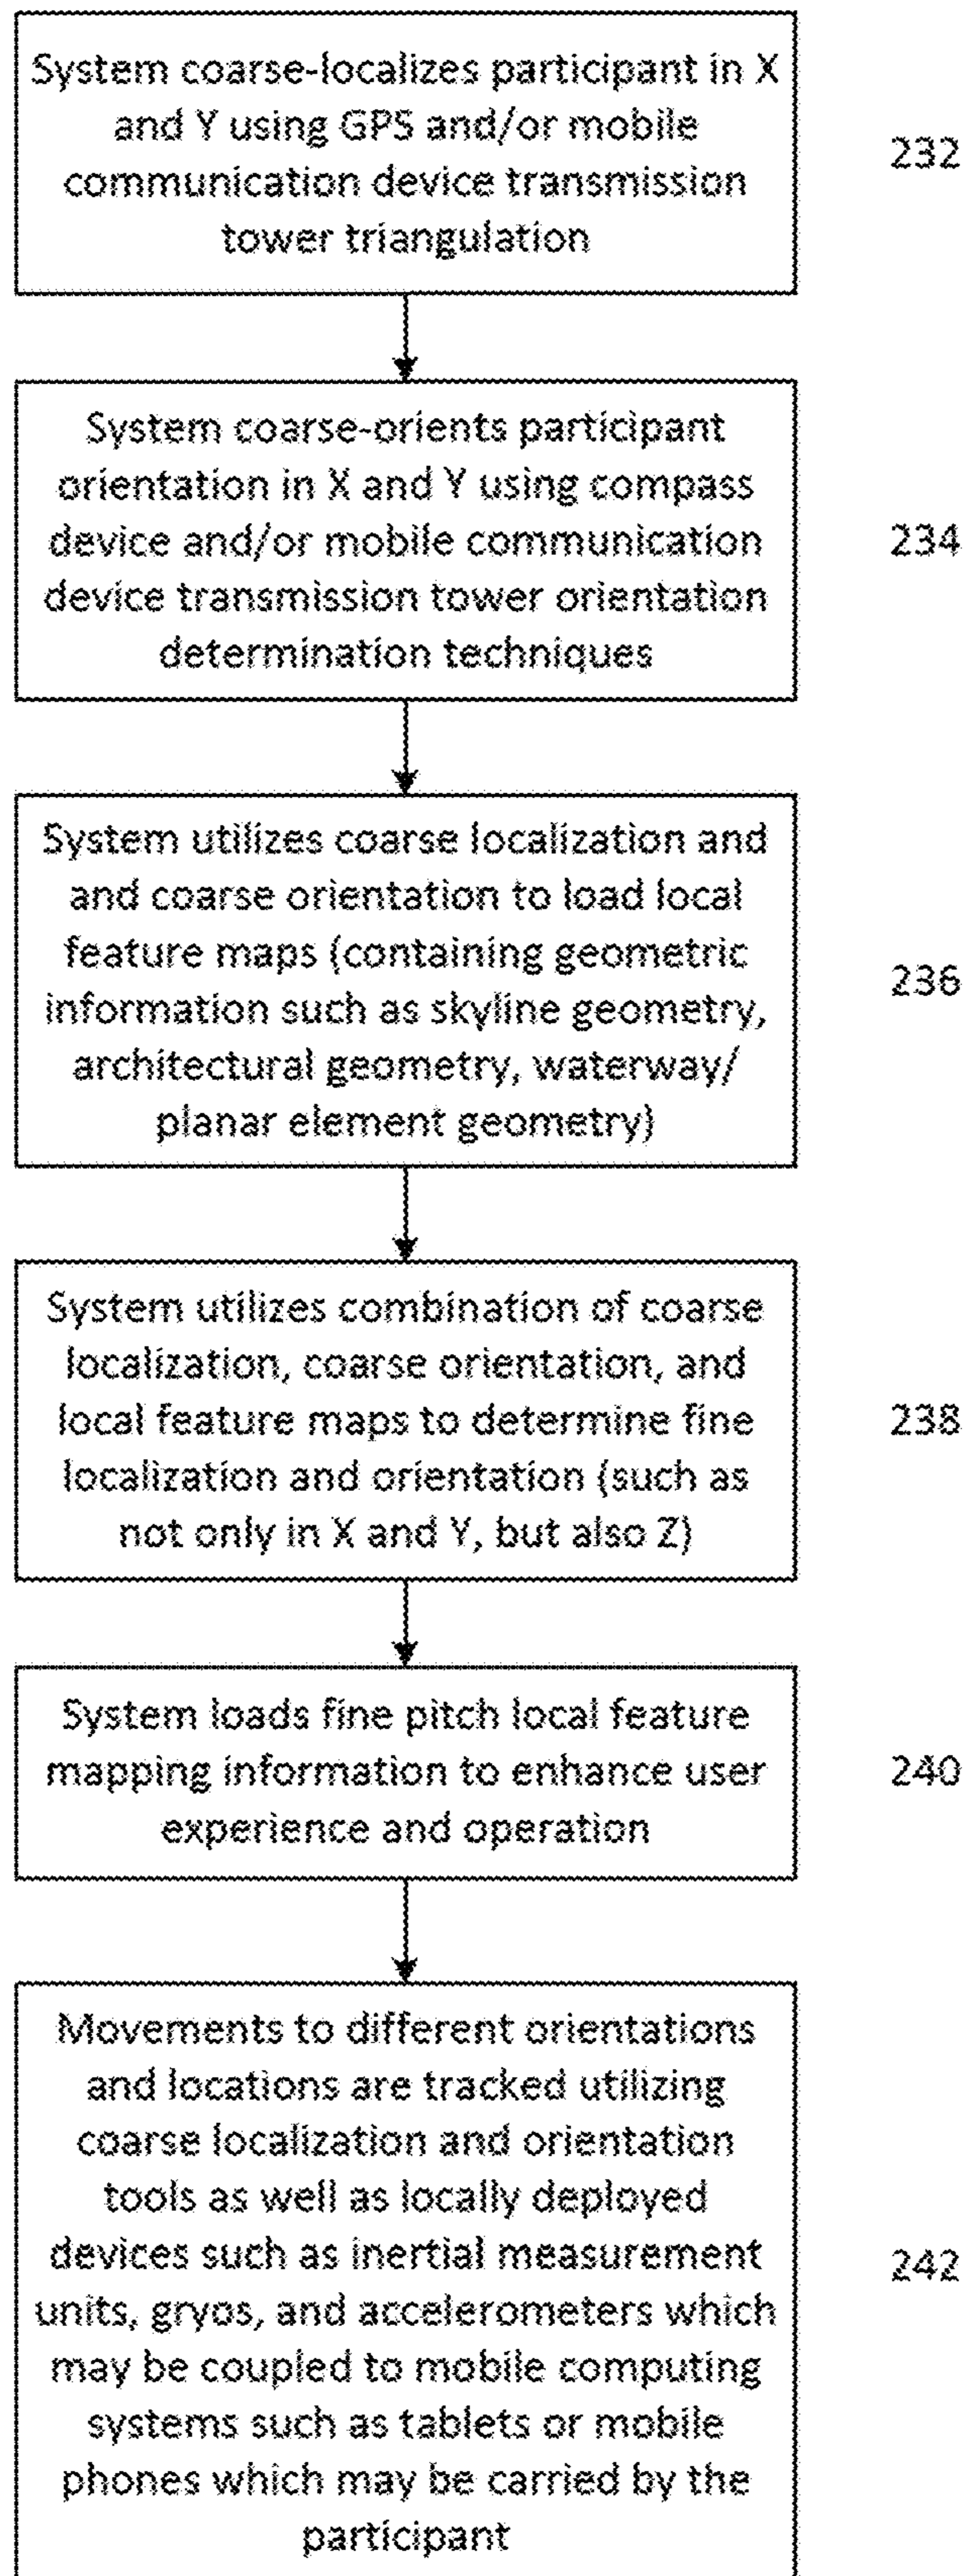 System coarse-localizes participant in X
and Y using GPS and/or mobile
communication device transmission
tower triangulation
232
System coarse-orients participant
orientation in X and Y using compass
device and/or mobile communication
device transmission tower orientation
determination techniques
234
System utilizes coarse localization and
and coarse orientation to load local
feature maps (containing geometric
information such as skyline geometry,
architectural geometry, waterway/
planar element geometry)
236
System utilizes combination of coarse
localization, coarse orientation, and
local feature maps to determine fine
localization and orientation (such as
not only in X and Y, but also Z)
238
System loads fine pitch local feature
mapping information to enhance user
experience and operation
240
Movements to different orientations
and locations are tracked utilizing
coarse localization and orientation
tools as well as locally deployed
devices such as inertial measurement
units, gryos, and accelerometers which
may be coupled to mobile computing
systems such as tablets or mobile
phones which may be carried by the
participant
242